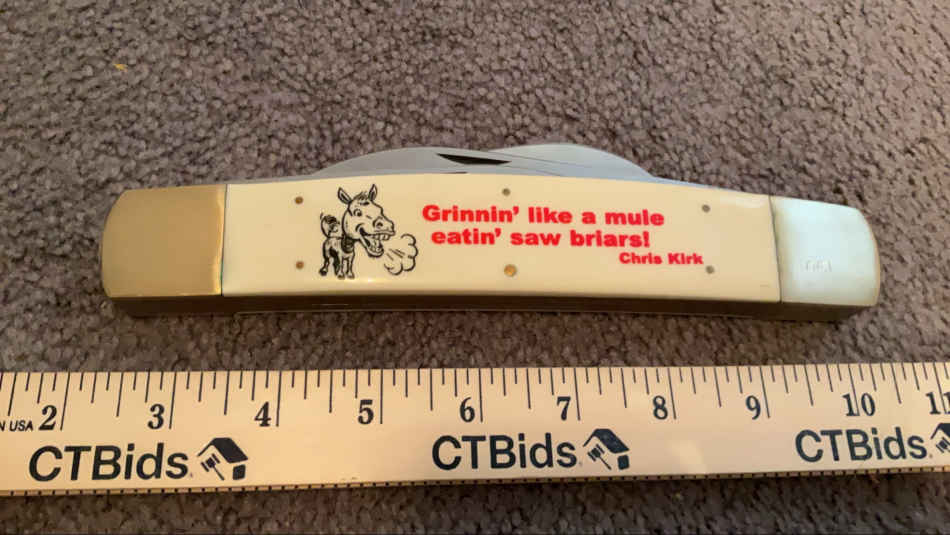 Grinnin' like a mule
eatin' saw briars!
Chris Kirk
N USA 2 3 4 5 6 7 8 9 10 11
CTBids CTBids CTBids